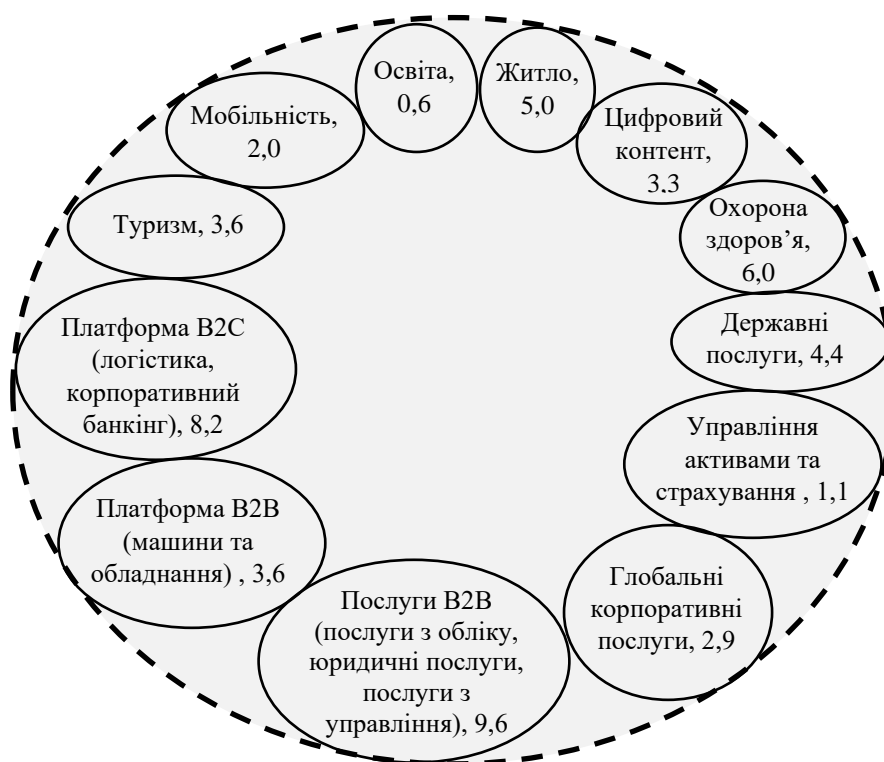 Освіта,
0,6
Житло,
5,0
Цифровий
контент,
3,3
Охорона
здоров’я,
6,0
Державні
послуги, 4,4
Управління
активами та
страхування , 1,1
Глобальні
корпоративні
послуги, 2,9
Послуги B2B
(послуги з обліку,
юридичні послуги,
послуги з
управління), 9,6
Платформа B2B
(машини та
обладнання) , 3,6
Платформа B2C
(логістика,
корпоративний
банкінг), 8,2
Туризм, 3,6
Мобільність,
2,0